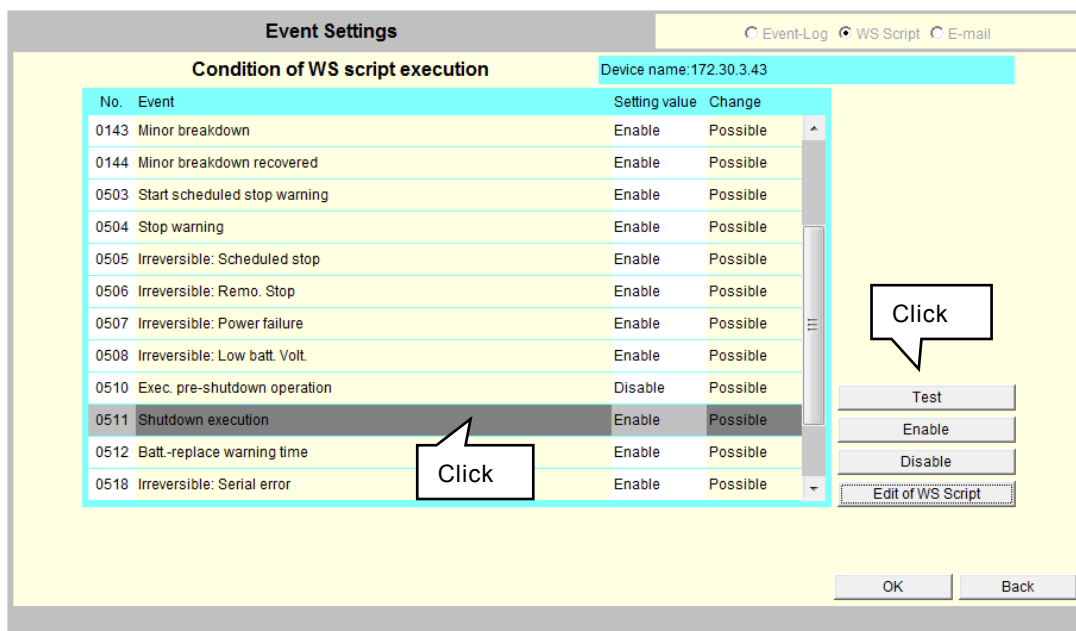 Event Settings
Event-Log WS Script E-mail
Condition of WS script execution
Device name:172.30.3.43
No. Event Setting value Change
0143 Minor breakdown Enable Possible
0144 Minor breakdown recovered Enable Possible
0503 Start scheduled stop warning Enable Possible
0504 Stop warning Enable Possible
0505 Irreversible: Scheduled stop Enable Possible
0506 Irreversible: Remo. Stop Enable Possible
0507 Irreversible: Power failure Enable Possible
0508 Irreversible: Low batt. Volt. Enable Possible
0510 Exec. pre-shutdown operation Disable Possible
0511 Shutdown execution Enable Possible
0512 Batt.-replace warning time Enable Possible
0518 Irreversible: Serial error Enable Possible
Click
Click
Test
Enable
Disable
Edit of WS Script
OK
Back